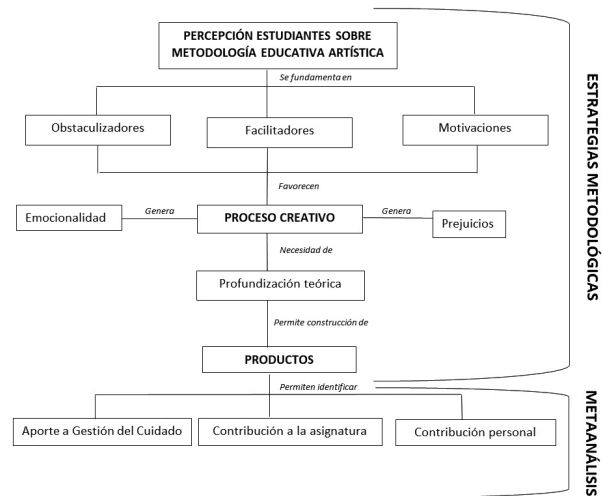 PERCEPCIÓN ESTUDIANTES SOBRE
METODOLOGÍA EDUCATIVA ARTÍSTICA
Se fundamenta en
Obstaculizadores
Facilitadores
Motivaciones
Favorecen
Emocionalidad
Genera
PROCESO CREATIVO
Genera
Prejuicios
Necesidad de
Profundización teórica
Permite construcción de
PRODUCTOS
Permiten identificar
Aporte a Gestión del Cuidado
Contribución a la asignatura
Contribución personal
ESTRATEGIAS METODOLÓGICAS
METAANÁLISIS